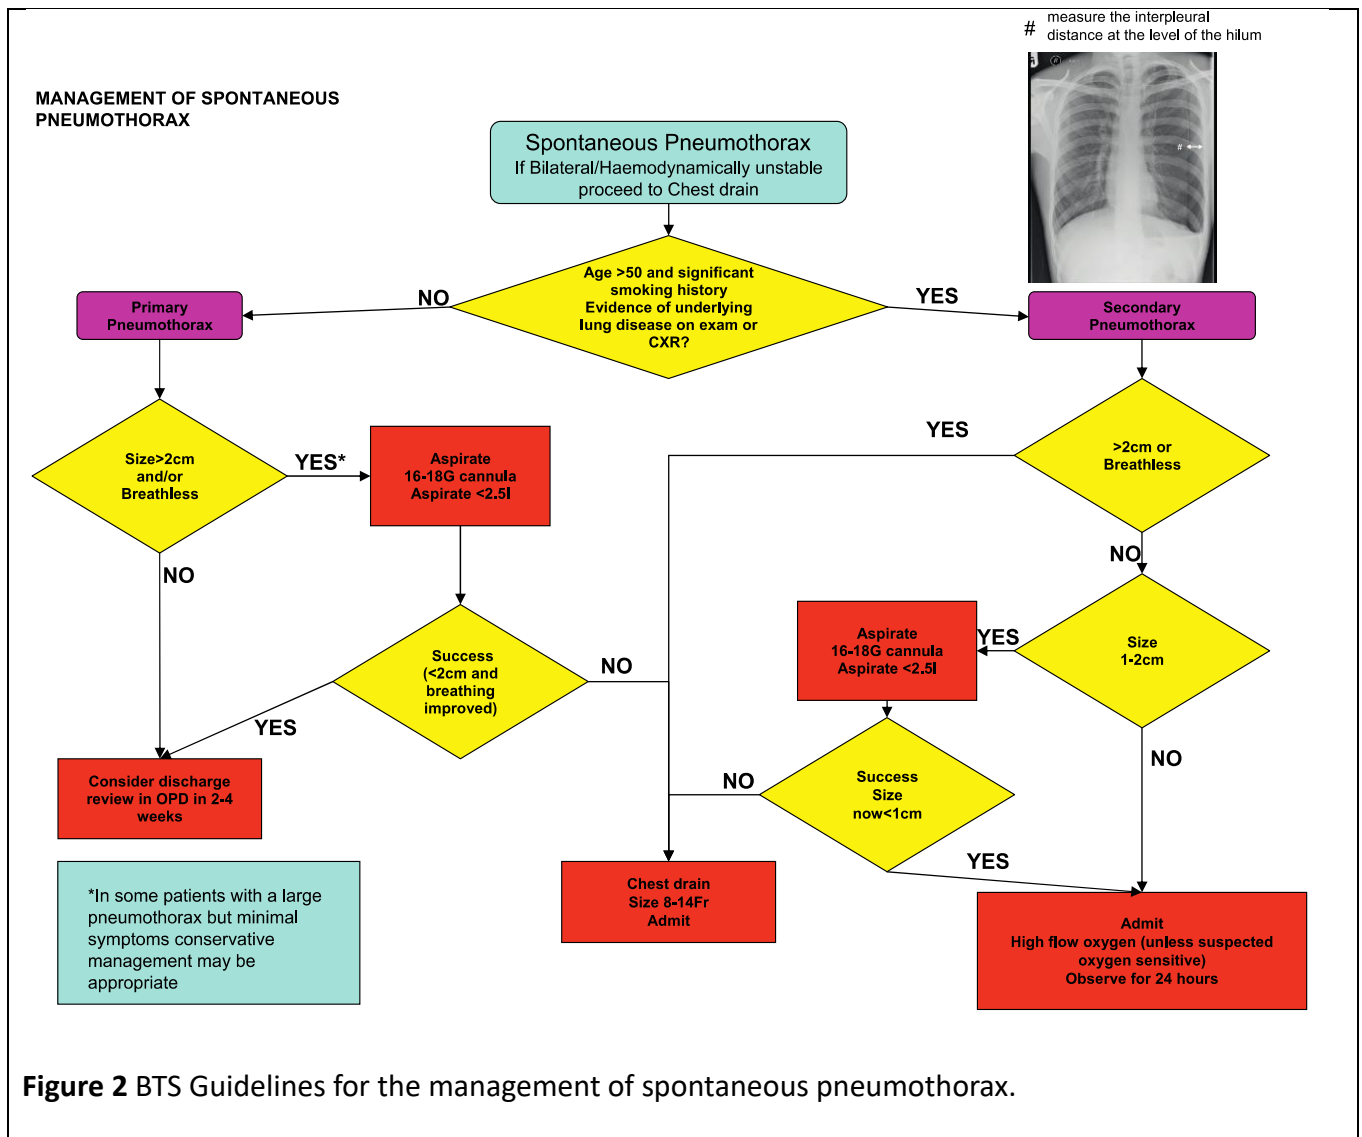 # measure the interpleural
distance at the level of the hilum
MANAGEMENT OF SPONTANEOUS
PNEUMOTHORAX
Spontaneous Pneumothorax
If Bilateral/Haemodynamically unstable
proceed to Chest drain
#
Age >50 and significant
smoking history
Evidence of underlying
lung disease on exam or
CXR?
NO
YES
Primary
Pneumothorax
Secondary
Pneumothorax
Size>2cm
and/or
Breathless
YES*
Aspirate
16-18G cannula
Aspirate <2.5l
YES
>2cm or
Breathless
NO
NO
Success
(<2cm and
breathing
improved)
NO
YES
Aspirate
16-18G cannula
Aspirate <2.5l
YES
Size
1-2cm
Consider discharge
review in OPD in 2-4
weeks
NO
Success
Size
now<1cm
NO
YES
*In some patients with a large
pneumothorax but minimal
symptoms conservative
management may be
appropriate
Chest drain
Size 8-14Fr
Admit
Admit
High flow oxygen (unless suspected
oxygen sensitive)
Observe for 24 hours
Figure 2 BTS Guidelines for the management of spontaneous pneumothorax.